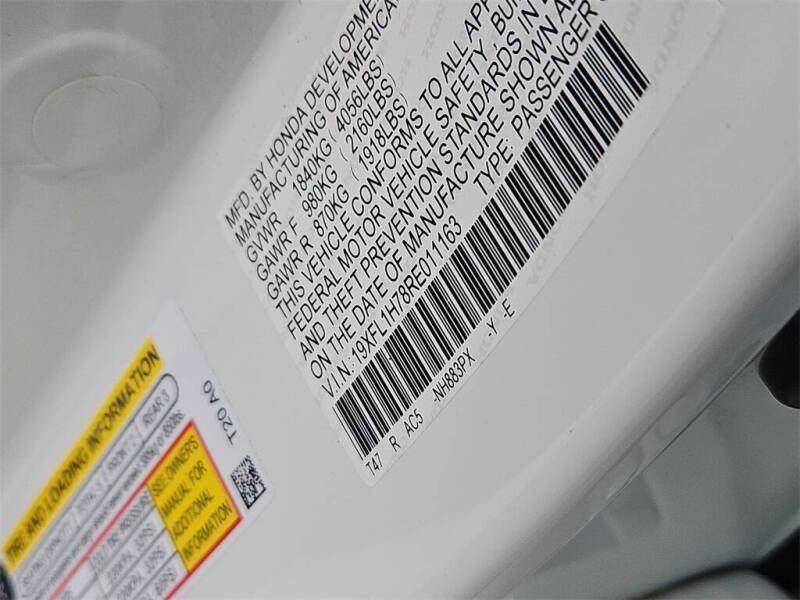 MFD. BY HONDA DEVELOPME
MANUFACTURING OF AMERICA
GVWR 1840KG (4056LBS
GAWR F 980KG (2160LBS
GAWR R 870KG (1918LBS
THIS VEHICLE CONFORMS TO ALL APP
FEDERAL MOTOR VEHICLE SAFETY, BU
AND THEFT PREVENTION STANDARDS IN
ON THE DATE OF MANUFACTURE SHOWN AB
V.I.N: 19XFL1H78RE011163 TYPE: PASSENGER
T47 R AC5 -NH883PX -Y -E
TIRE AND LOADING INFORMATION
T20 A0
SEE OWNER'S
MANUAL FOR
ADDITIONAL
INFORMATION